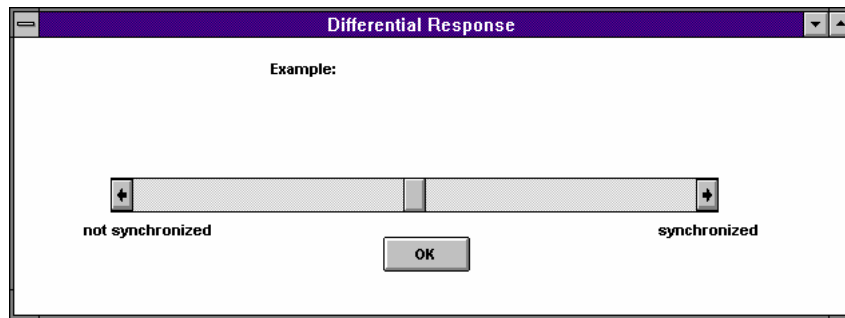 Differential Response
Example:
not synchronized
synchronized
OK